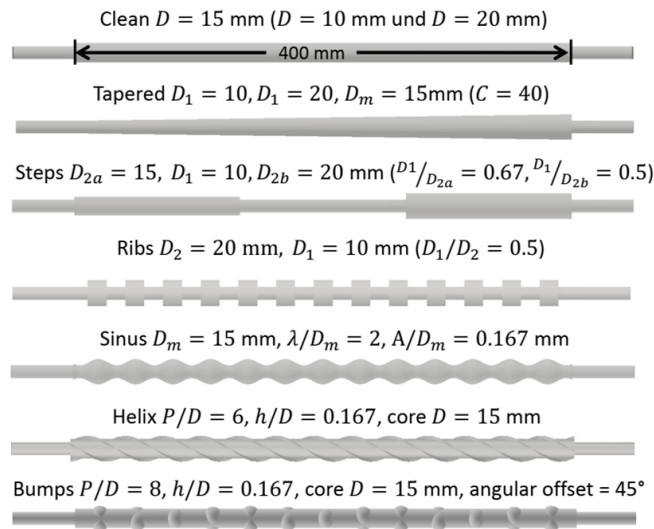 Clean D = 15 mm (D = 10 mm und D = 20 mm)
400 mm
Tapered D₁ = 10, D₁ = 20, Dₘ = 15mm (C = 40)
Steps D₂ₐ = 15, D₁ = 10, D₂b = 20 mm (D1/D₂ₐ = 0.67, D₁/D₂b = 0.5)
Ribs D₂ = 20 mm, D₁ = 10 mm (D₁/D₂ = 0.5)
Sinus Dₘ = 15 mm, λ/Dₘ = 2, A/Dₘ = 0.167 mm
Helix P/D = 6, h/D = 0.167, core D = 15 mm
Bumps P/D = 8, h/D = 0.167, core D = 15 mm, angular offset = 45°